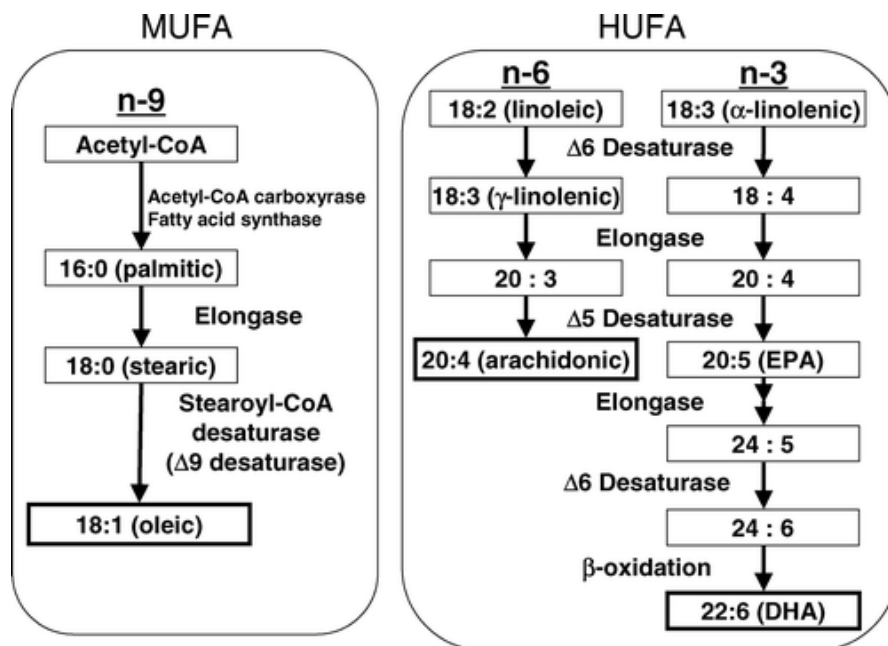 MUFA
n-9
Acetyl-CoA
Acetyl-CoA carboxyrase
Fatty acid synthase
16:0 (palmitic)
Elongase
18:0 (stearic)
Stearoyl-CoA
desaturase
(Δ9 desaturase)
18:1 (oleic)
HUFA
n-6
n-3
18:2 (linoleic)
18:3 (α-linolenic)
Δ6 Desaturase
18:3 (γ-linolenic)
18 : 4
Elongase
20 : 3
20 : 4
Δ5 Desaturase
20:4 (arachidonic)
20:5 (EPA)
Elongase
24 : 5
Δ6 Desaturase
24 : 6
β-oxidation
22:6 (DHA)